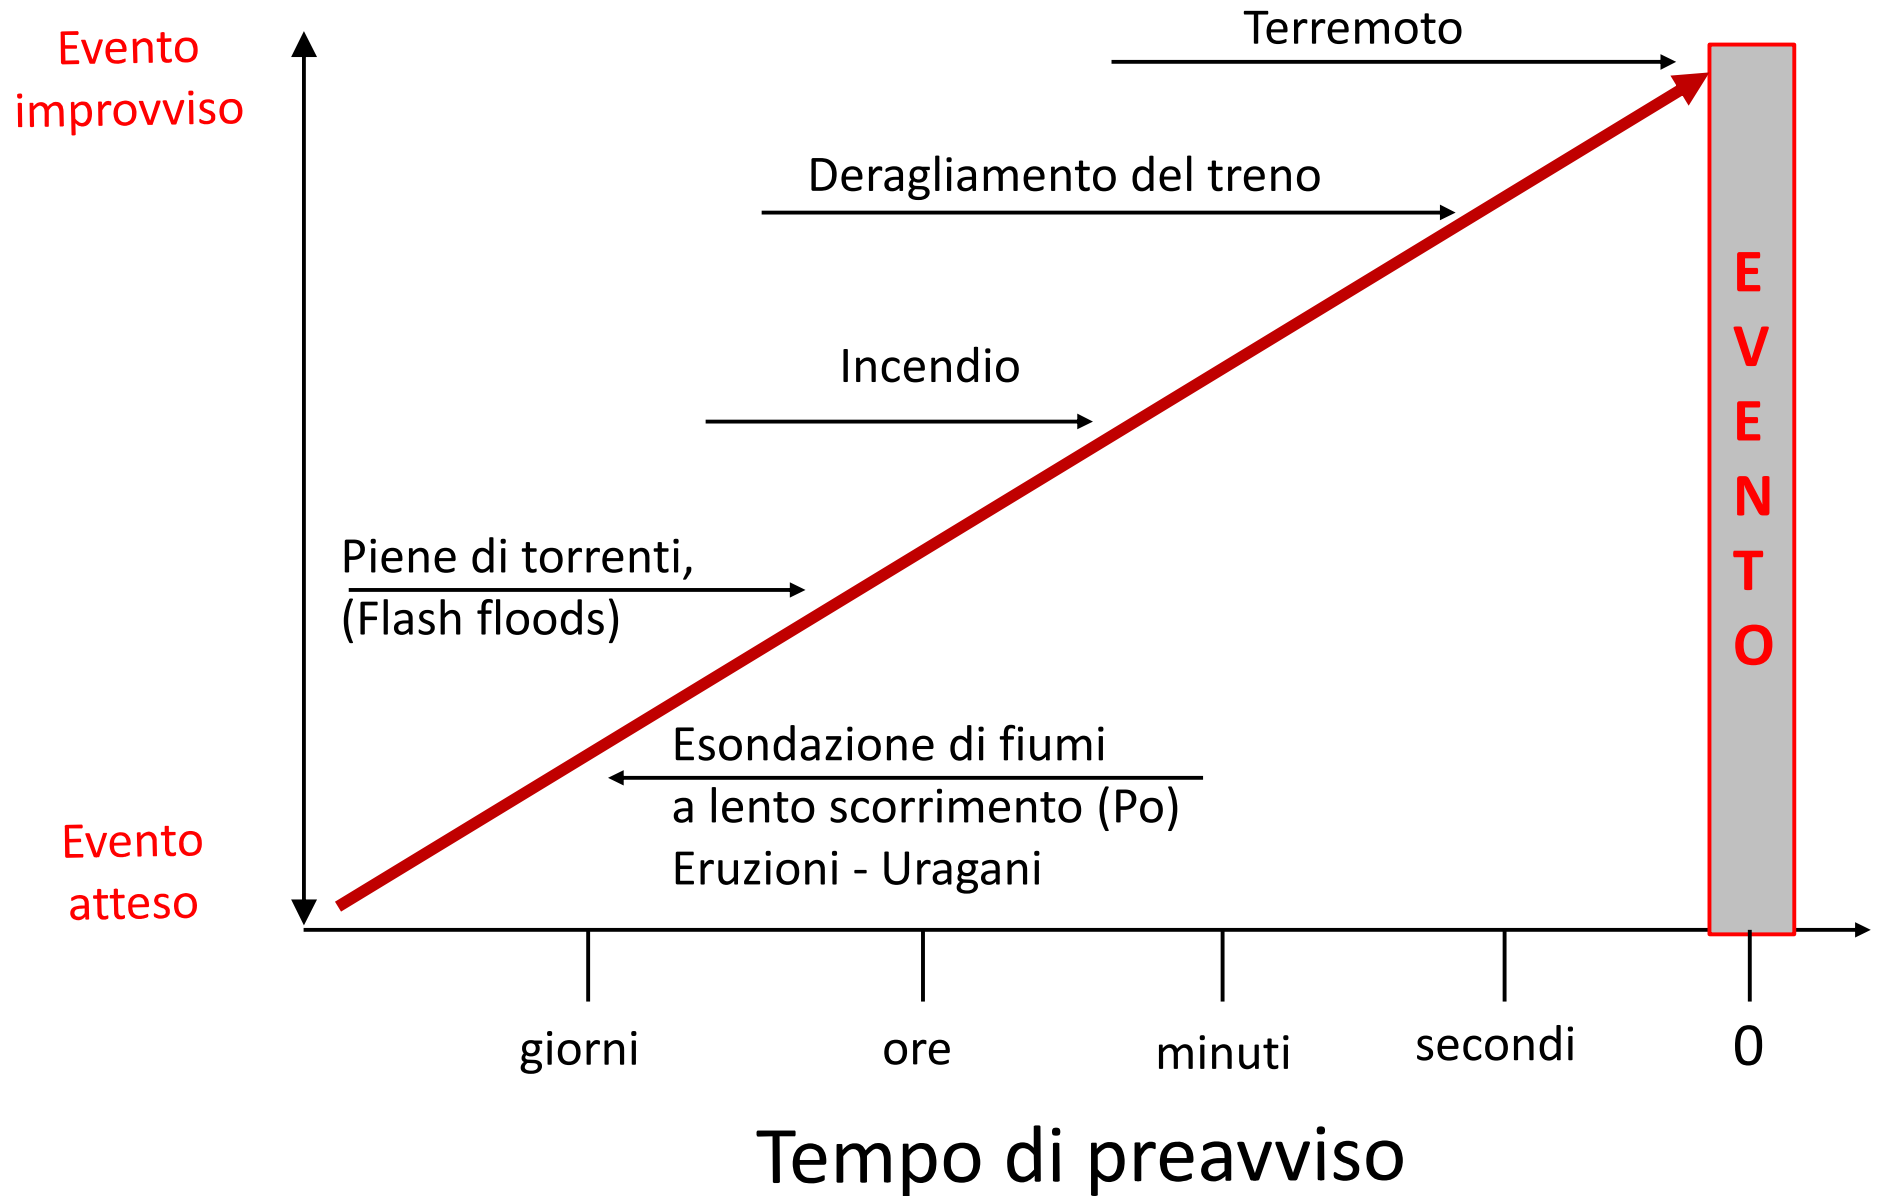 Evento
improvviso
Terremoto
Deragliamento del treno
Incendio
Piene di torrenti,
(Flash floods)
Esondazione di fiumi
a lento scorrimento (Po)
Eruzioni - Uragani
Evento
atteso
E
V
E
N
T
O
giorni
ore
minuti
secondi
0
Tempo di preavviso